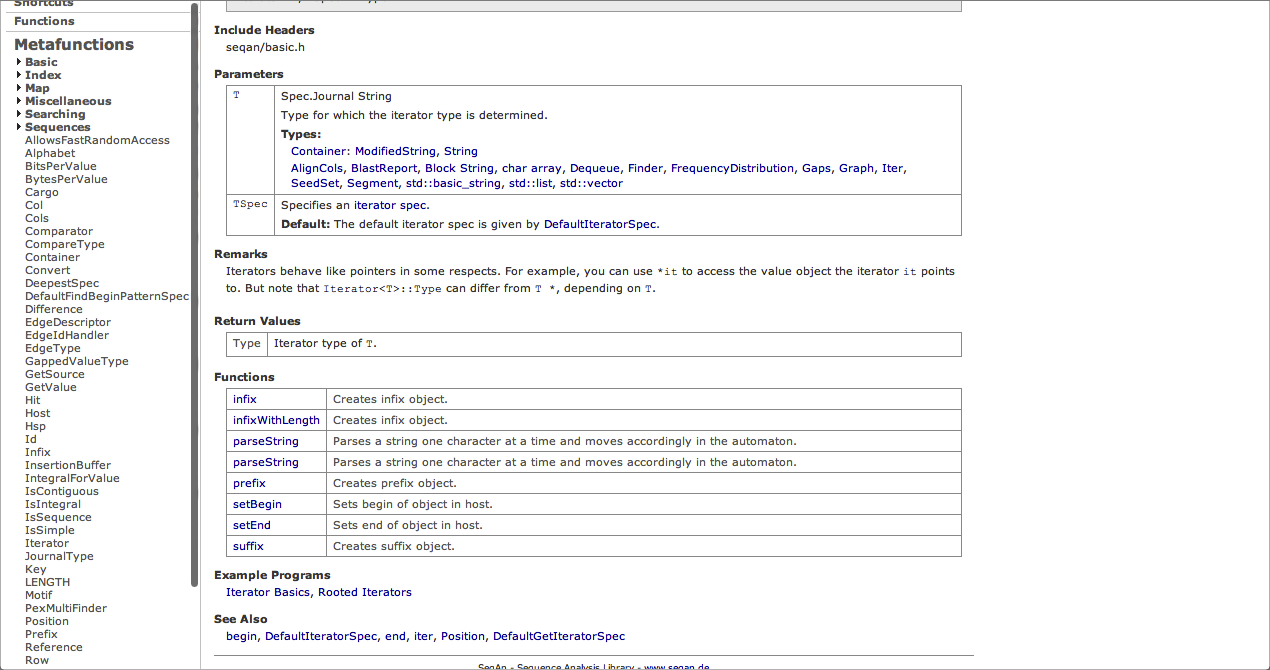 Shortcuts
Functions
Metafunctions
Basic
Index
Map
Miscellaneous
Searching
Sequences
AllowsFastRandomAccess
Alphabet
BitsPerValue
BytesPerValue
Cargo
Col
Cols
Comparator
CompareType
Container
Convert
DeepestSpec
DefaultFindBeginPatternSpec
Difference
EdgeDescriptor
EdgeIdHandler
EdgeType
GappedValueType
GetSource
GetValue
Hit
Host
Hsp
Id
Infix
InsertionBuffer
IntegralForValue
IsContiguous
IsIntegral
IsSequence
IsSimple
Iterator
JournalType
Key
LENGTH
Motif
PexMultiFinder
Position
Prefix
Reference
Row
Include Headers
seqan/basic.h
Parameters
T
Spec.Journal String
Type for which the iterator type is determined.
Types:
Container: ModifiedString, String
AlignCols, BlastReport, Block String, char array, Dequeue, Finder, FrequencyDistribution, Gaps, Graph, Iter,
SeedSet, Segment, std::basic_string, std::list, std::vector
TSpec Specifies an iterator spec.
Default: The default iterator spec is given by DefaultIteratorSpec.
Remarks
Iterators behave like pointers in some respects. For example, you can use *it to access the value object the iterator it points
to. But note that Iterator<T>::Type can differ from T *, depending on T.
Return Values
Type Iterator type of T.
Functions
infix Creates infix object.
infixWithLength Creates infix object.
parseString Parses a string one character at a time and moves accordingly in the automaton.
parseString Parses a string one character at a time and moves accordingly in the automaton.
prefix Creates prefix object.
setBegin Sets begin of object in host.
setEnd Sets end of object in host.
suffix Creates suffix object.
Example Programs
Iterator Basics, Rooted Iterators
See Also
begin, DefaultIteratorSpec, end, iter, Position, DefaultGetIteratorSpec
SeqAn - Sequence Analysis Library - www.seqan.de